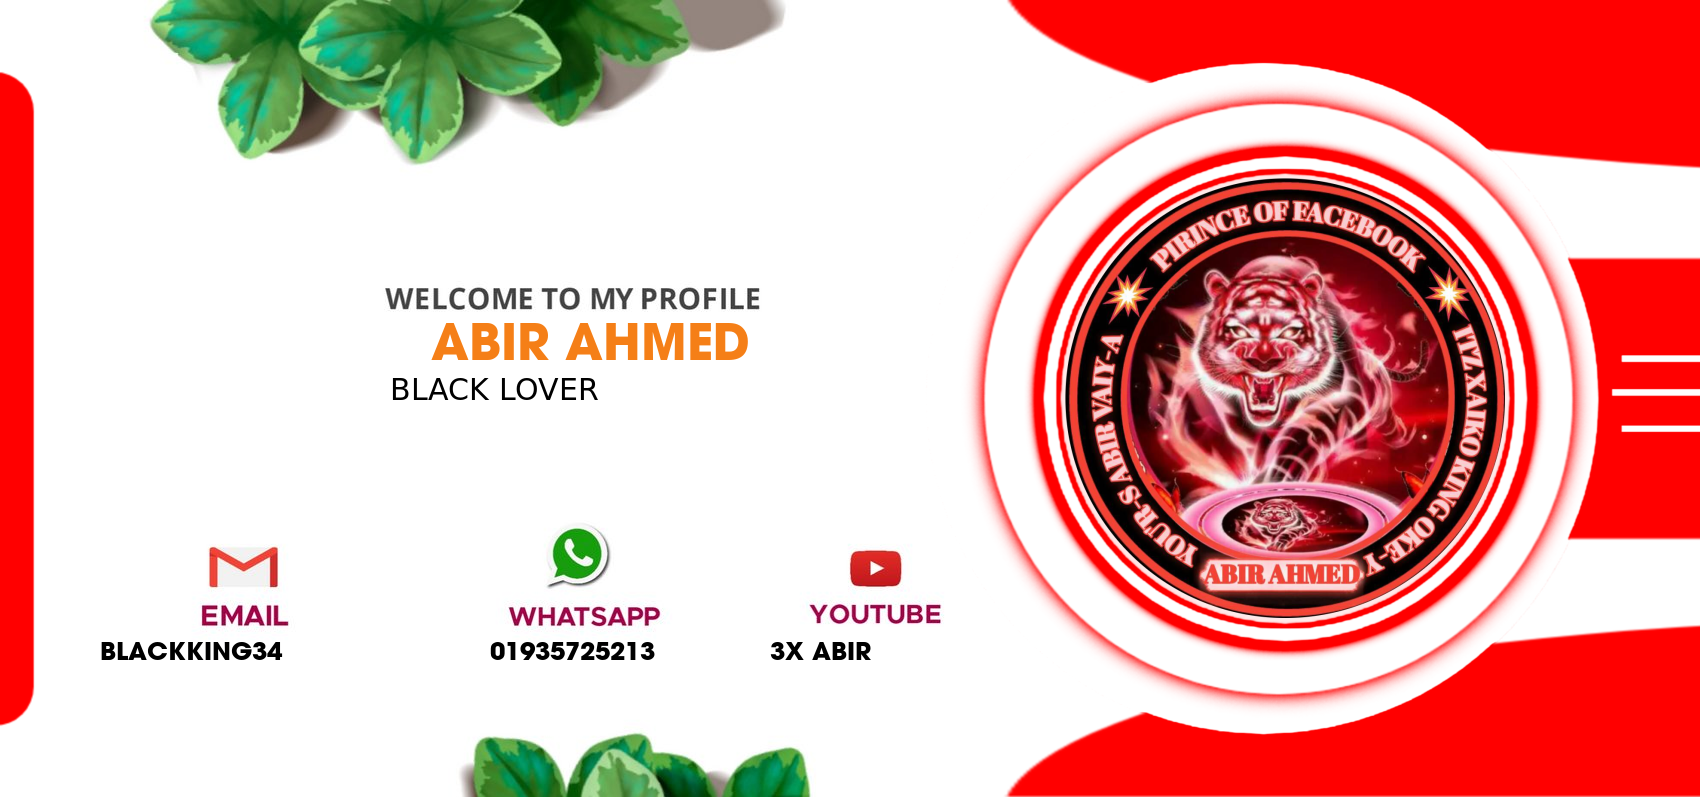 WELCOME TO MY PROFILE
ABIR AHMED
BLACK LOVER
EMAIL
BLACKKING34
WHATSAPP
01935725213
YOUTUBE
3X ABIR
PIRINCE OF FACEBOOK
YOU'R-S ABIR VAIY-A
ITZ XAIKO KING OKE-Y
ABIR AHMED